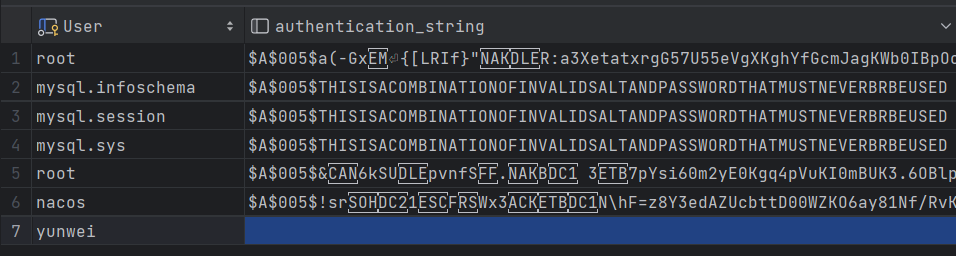 User authentication_string
1 root $A$005$a(-GxEM⏎{[LRIf}"NAKDLER:a3XetatxrgG57U55eVgXKghYfGcmJagKWb0IBpOc
2 mysql.infoschema $A$005$THISISACOMBINATIONOFINVALIDSALTANDPASSWORDTHATMUSTNEVERBRBEUSED
3 mysql.session $A$005$THISISACOMBINATIONOFINVALIDSALTANDPASSWORDTHATMUSTNEVERBRBEUSED
4 mysql.sys $A$005$THISISACOMBINATIONOFINVALIDSALTANDPASSWORDTHATMUSTNEVERBRBEUSED
5 root $A$005$&CAN6kSUDLEpvnfSFF.NAKBDC1 3ETB7pYsi60m2yE0Kgq4pVuKI0mBUK3.6OBlp
6 nacos $A$005$!srSOHDC21ESCFRSWx3ACKETBDC1N\hF=z8Y3edAZUcbttD00WZKO6ay81Nf/RvK
7 yunwei